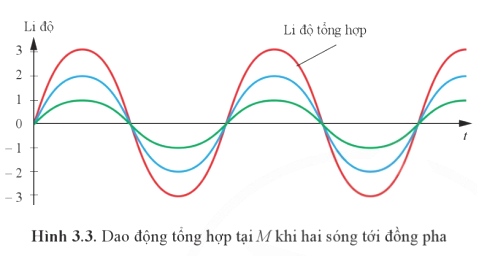 Li độ
Li độ tổng hợp
3
2
1
0
– 1
– 2
– 3
t
Hình 3.3. Dao động tổng hợp tại M khi hai sóng tới đồng pha